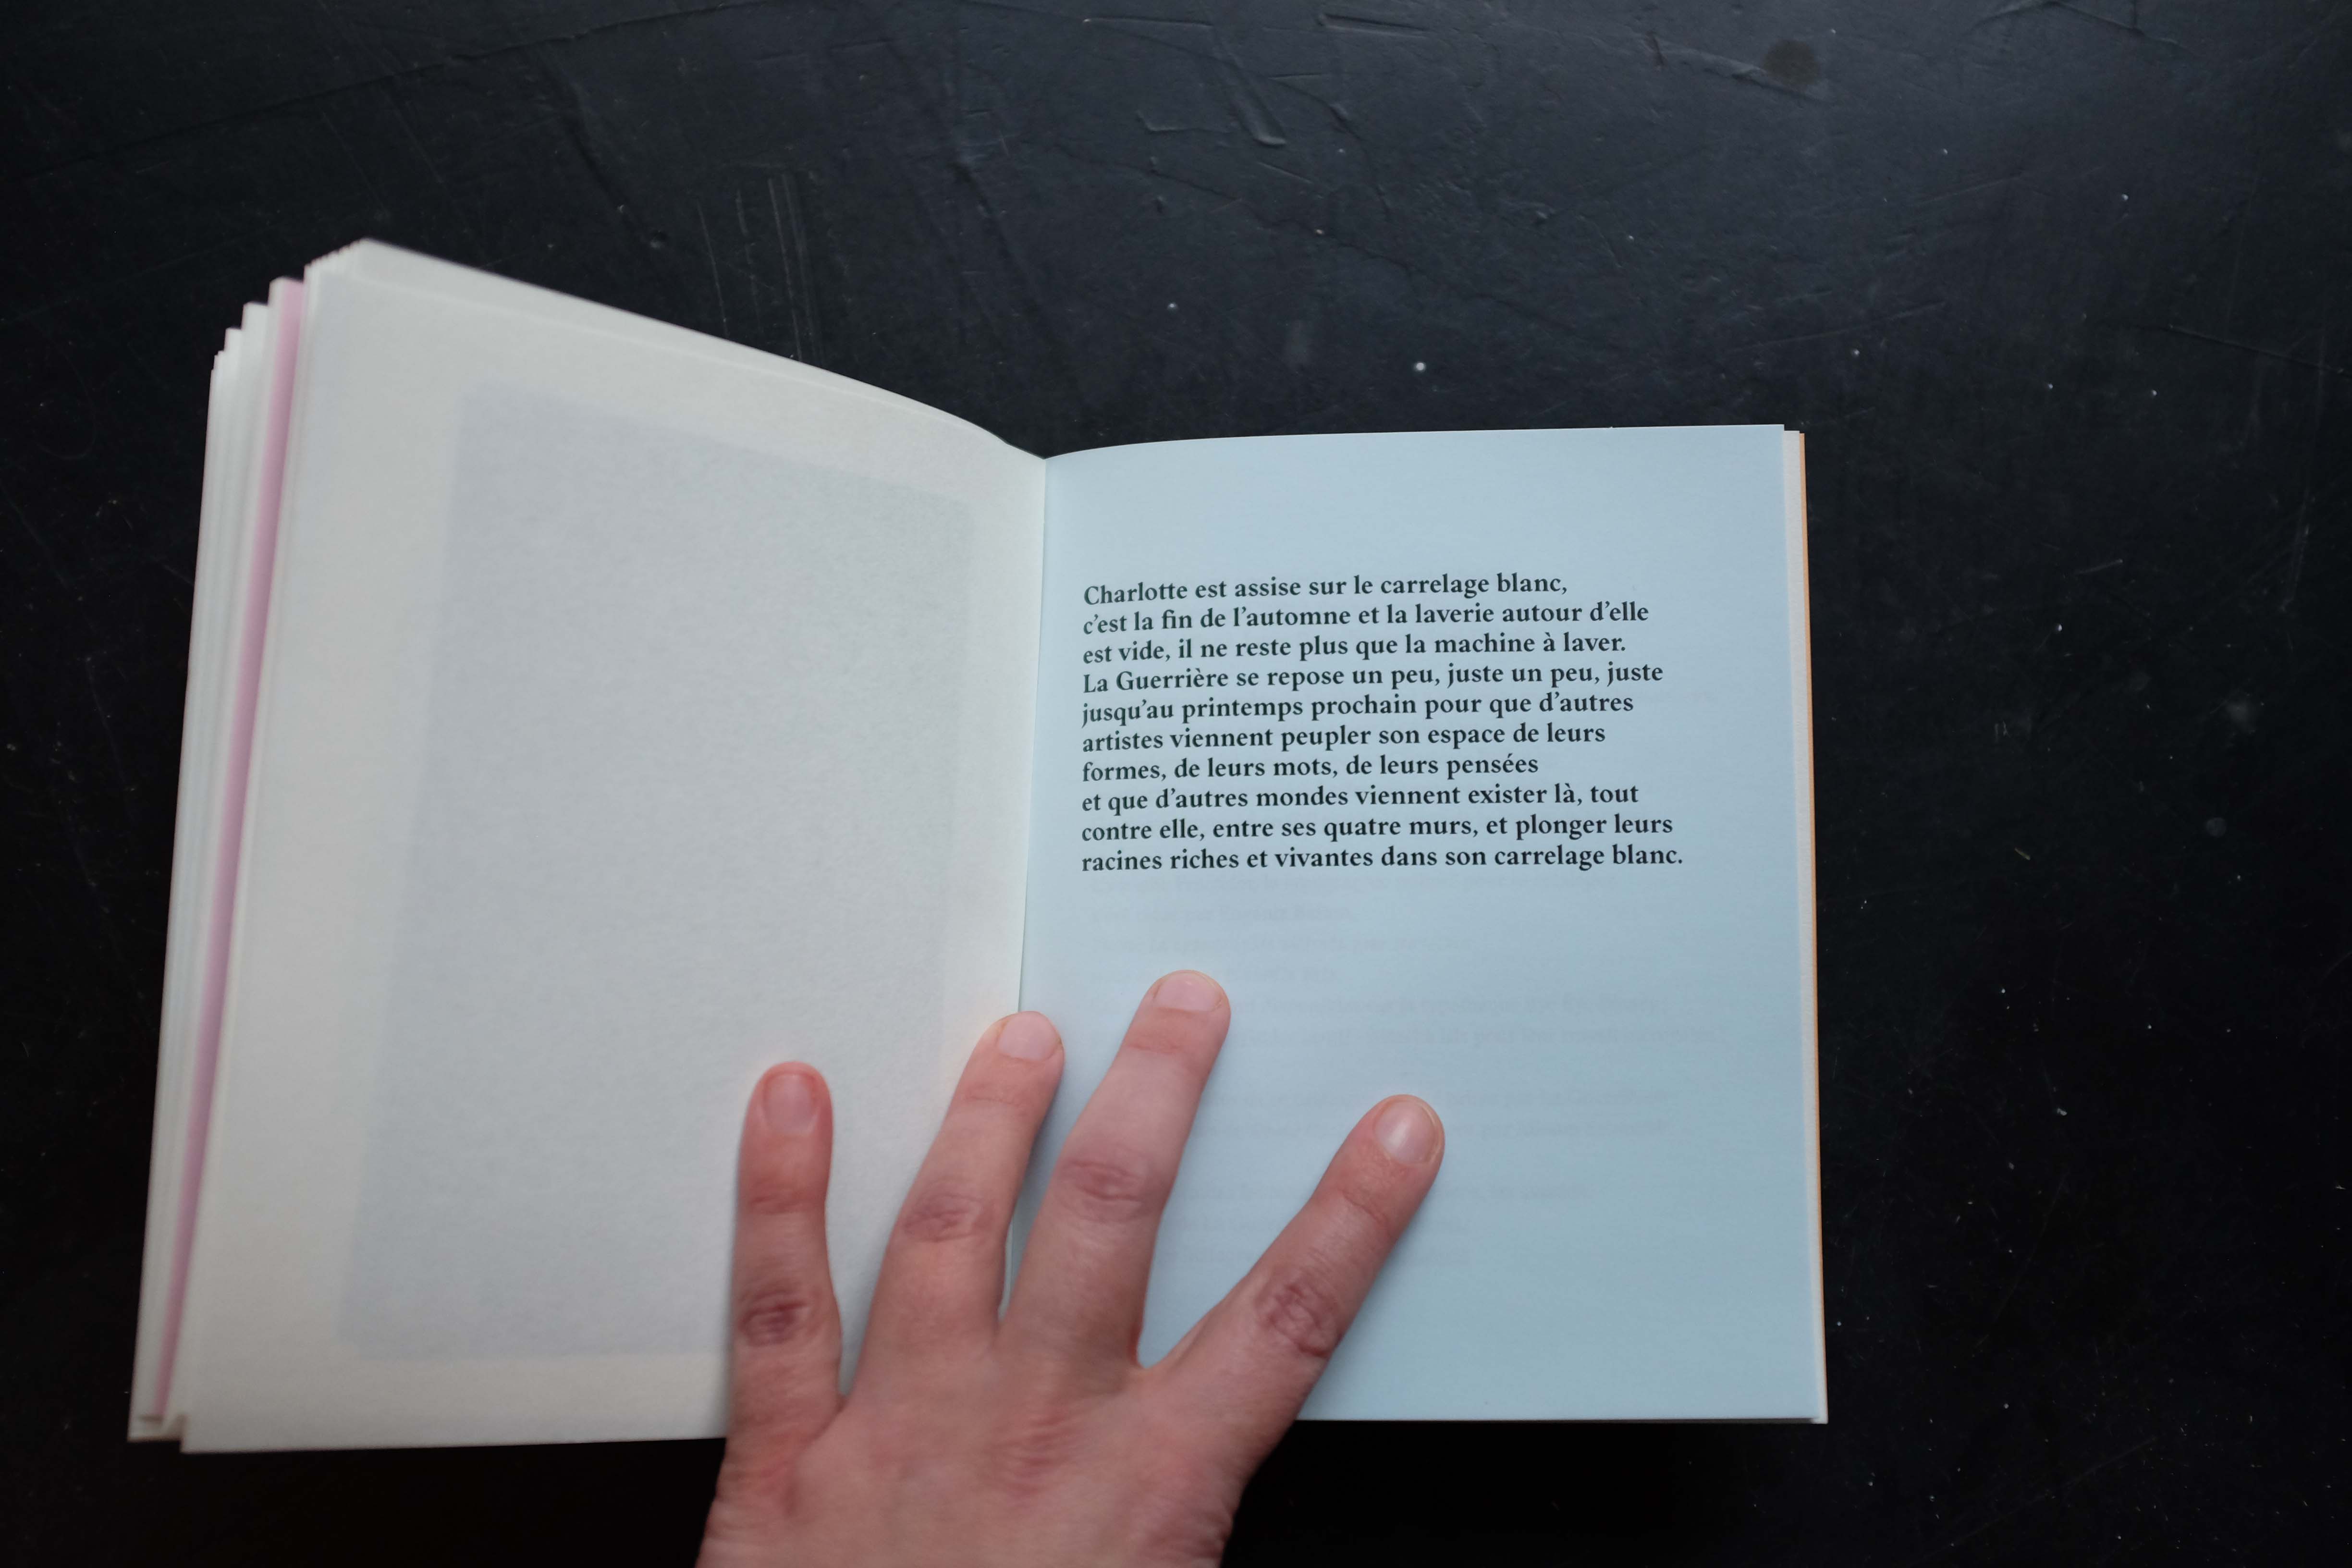 Charlotte est assise sur le carrelage blanc,
c’est la fin de l’automne et la laverie autour d’elle
est vide, il ne reste plus que la machine à laver.
La Guerrière se repose un peu, juste un peu, juste
jusqu’au printemps prochain pour que d’autres
artistes viennent peupler son espace de leurs
formes, de leurs mots, de leurs pensées
et que d’autres mondes viennent exister là, tout
contre elle, entre ses quatre murs, et plonger leurs
racines riches et vivantes dans son carrelage blanc.